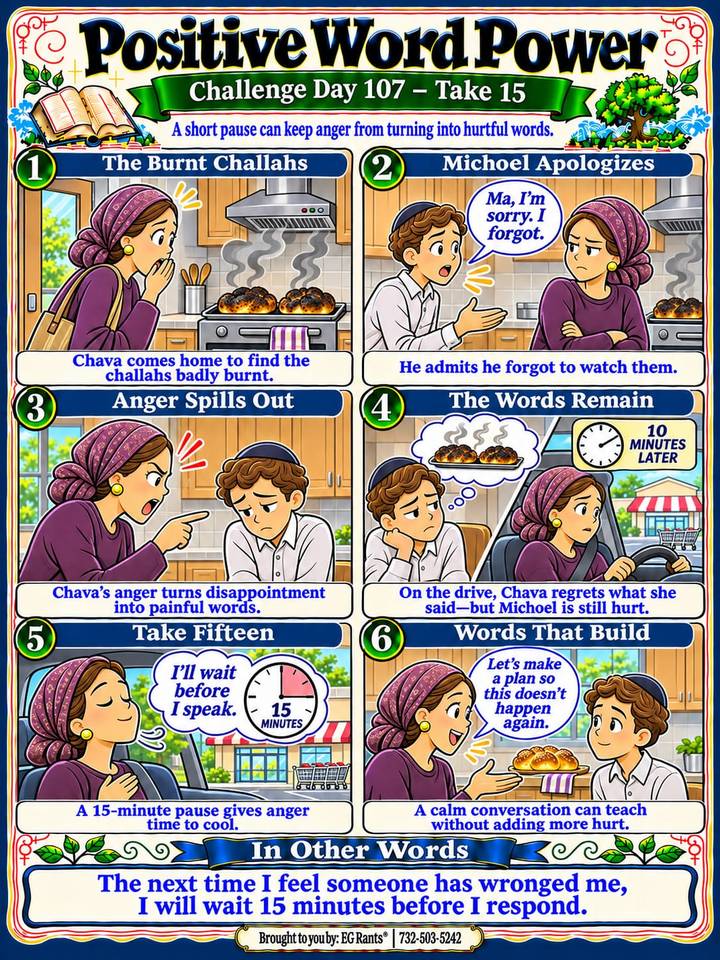 Positive Word Power
Challenge Day 107 – Take 15
A short pause can keep anger from turning into hurtful words.
1
The Burnt Challahs
Chava comes home to find the
challahs badly burnt.
2
Michoel Apologizes
Ma, I'm
sorry. I
forgot.
He admits he forgot to watch them.
3
Anger Spills Out
Chava's anger turns disappointment
into painful words.
4
The Words Remain
10
MINUTES
LATER
On the drive, Chava regrets what she
said—but Michoel is still hurt.
5
Take Fifteen
I'll wait
before
I speak.
15
MINUTES
A 15-minute pause gives anger
time to cool.
6
Words That Build
Let's make
a plan so
this doesn't
happen
again.
A calm conversation can teach
without adding more hurt.
In Other Words
The next time I feel someone has wronged me,
I will wait 15 minutes before I respond.
Brought to you by: EG Rants® | 732-503-5242